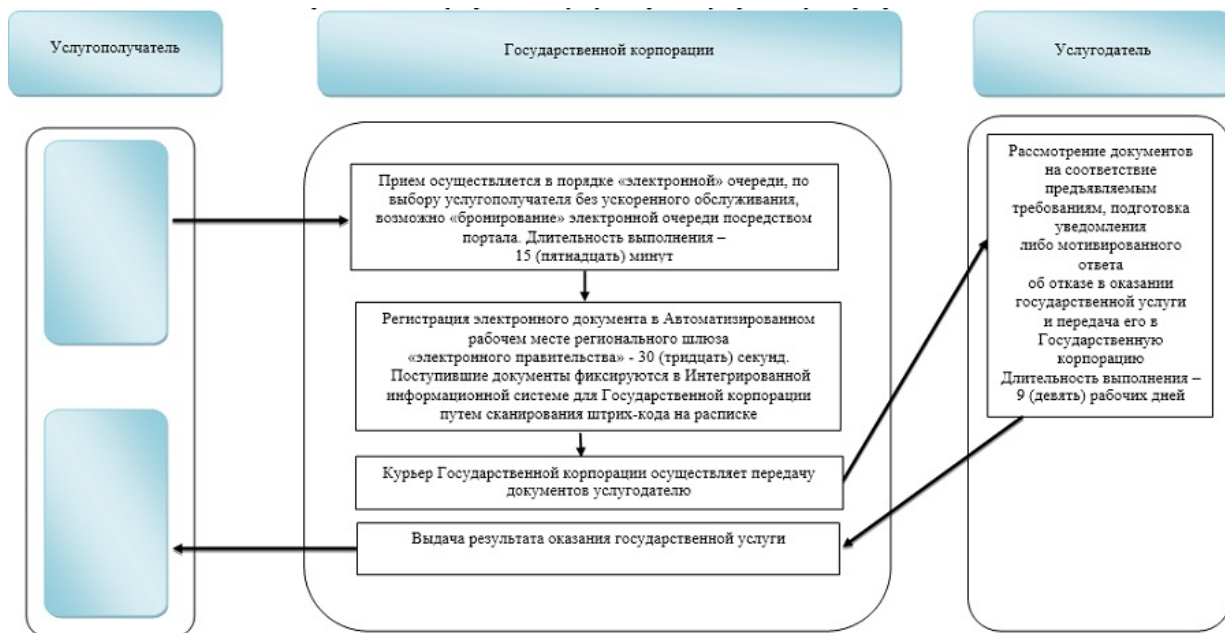 Услугополучатель
Государственной корпорации
Услугодатель
Прием осуществляется в порядке «электронной» очереди, по
выбору услугополучателя без ускоренного обслуживания,
возможно «бронирование» электронной очереди посредством
портала. Длительность выполнения –
15 (пятнадцать) минут
Регистрация электронного документа в Автоматизированном
рабочем месте регионального шлюза
«электронного правительства» - 30 (тридцать) секунд.
Поступившие документы фиксируются в Интегрированной
информационной системе для Государственной корпорации
путем сканирования штрих-кода на расписке
Курьер Государственной корпорации осуществляет передачу
документов услугодателю
Выдача результата оказания государственной услуги
Рассмотрение документов
на соответствие
предъявляемым
требованиям, подготовка
уведомления
либо мотивированного
ответа
об отказе в оказании
государственной услуги
и передача его в
Государственную
корпорацию
Длительность выполнения –
9 (девять) рабочих дней